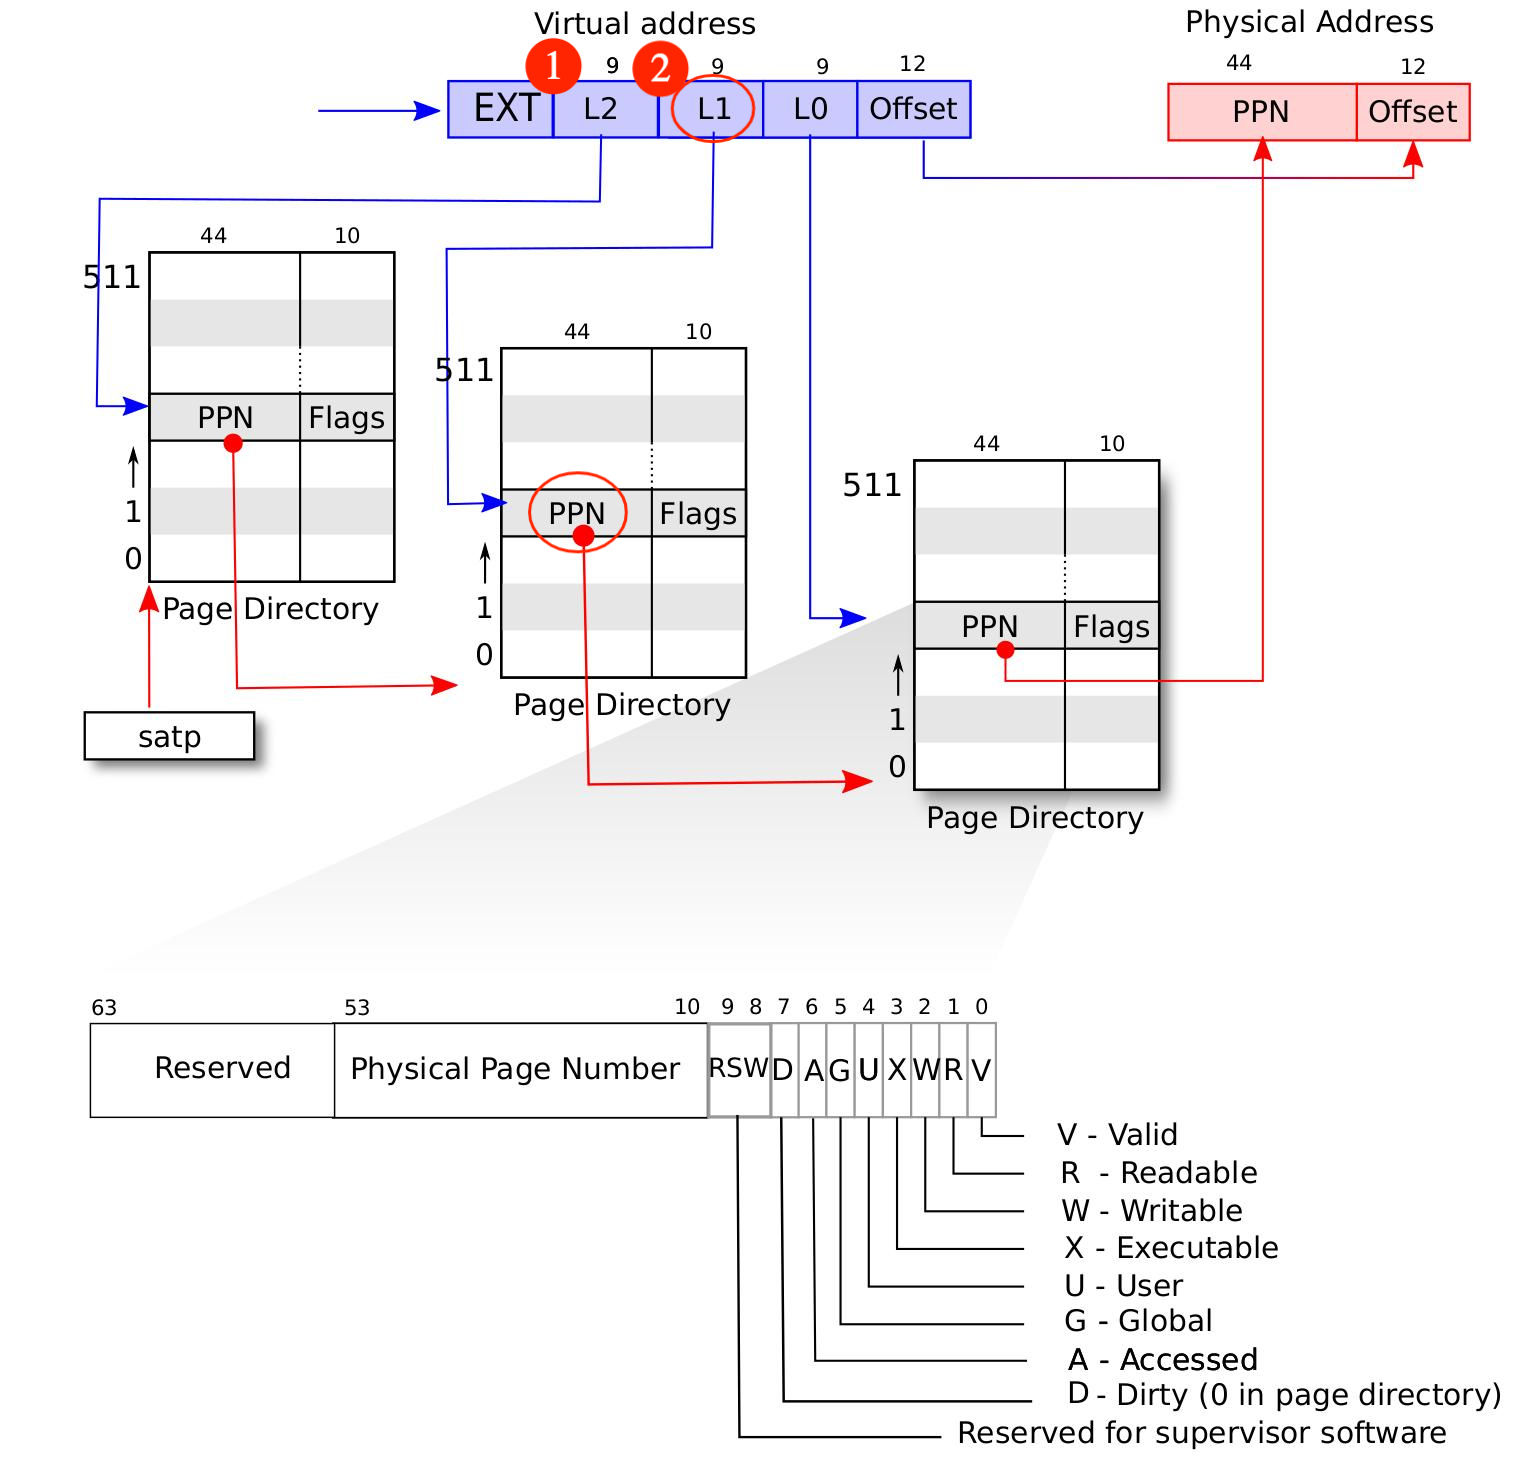 Virtual address
Physical Address
1
9
2
9
9
12
44
12
EXT
L2
L1
L0
Offset
PPN
Offset
44
10
511
PPN
Flags
1
0
Page Directory
satp
44
10
511
PPN
Flags
1
0
Page Directory
44
10
511
PPN
Flags
1
0
Page Directory
63
53
10
9
8
7
6
5
4
3
2
1
0
Reserved
Physical Page Number
RSW
D
A
G
U
X
W
R
V
V - Valid
R - Readable
W - Writable
X - Executable
U - User
G - Global
A - Accessed
D - Dirty (0 in page directory)
Reserved for supervisor software